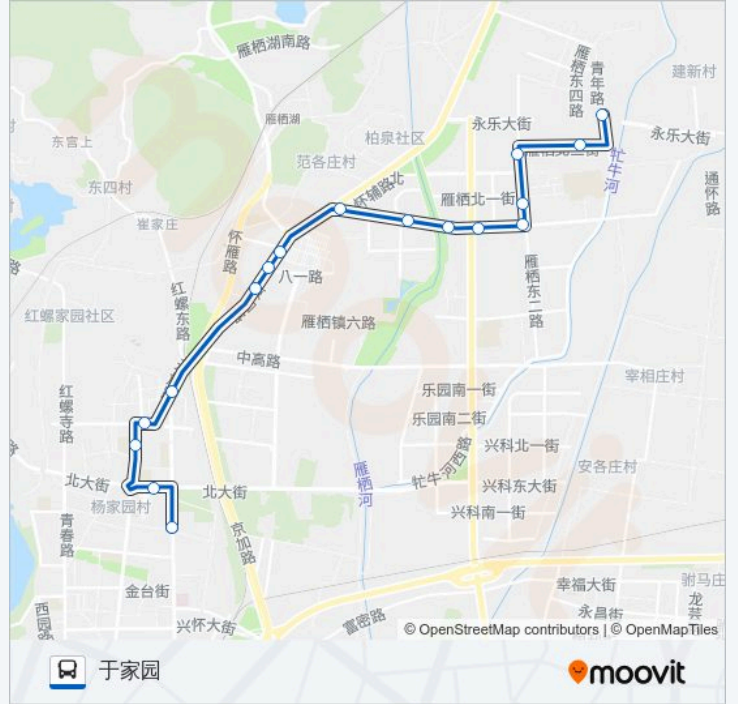 雁栖湖南路
青年路
雁栖东四路
建新村
雁栖湖
永乐大街
柏泉社区
永乐大街
东宫上
范各庄村
牤牛河
东四村
怀辅路北
雁栖北一街
通怀路
崔家庄
怀雁路
八一路
雁栖东二路
红螺东路
红螺家园社区
雁栖镇六路
中高路
宰相庄村
红螺寺路
乐园南一街
乐园南二街
兴科北一街
牤牛河西路
安各庄村
雁栖河
北大街
北大街
兴科东大街
杨家园村
兴科南一街
青春路
京加路
金台街
幸福大街
驸马庄
龙芸
永昌街
西园
兴怀大街
富密路
© OpenStreetMap contributors | © OpenMapTiles
于家园
moovit